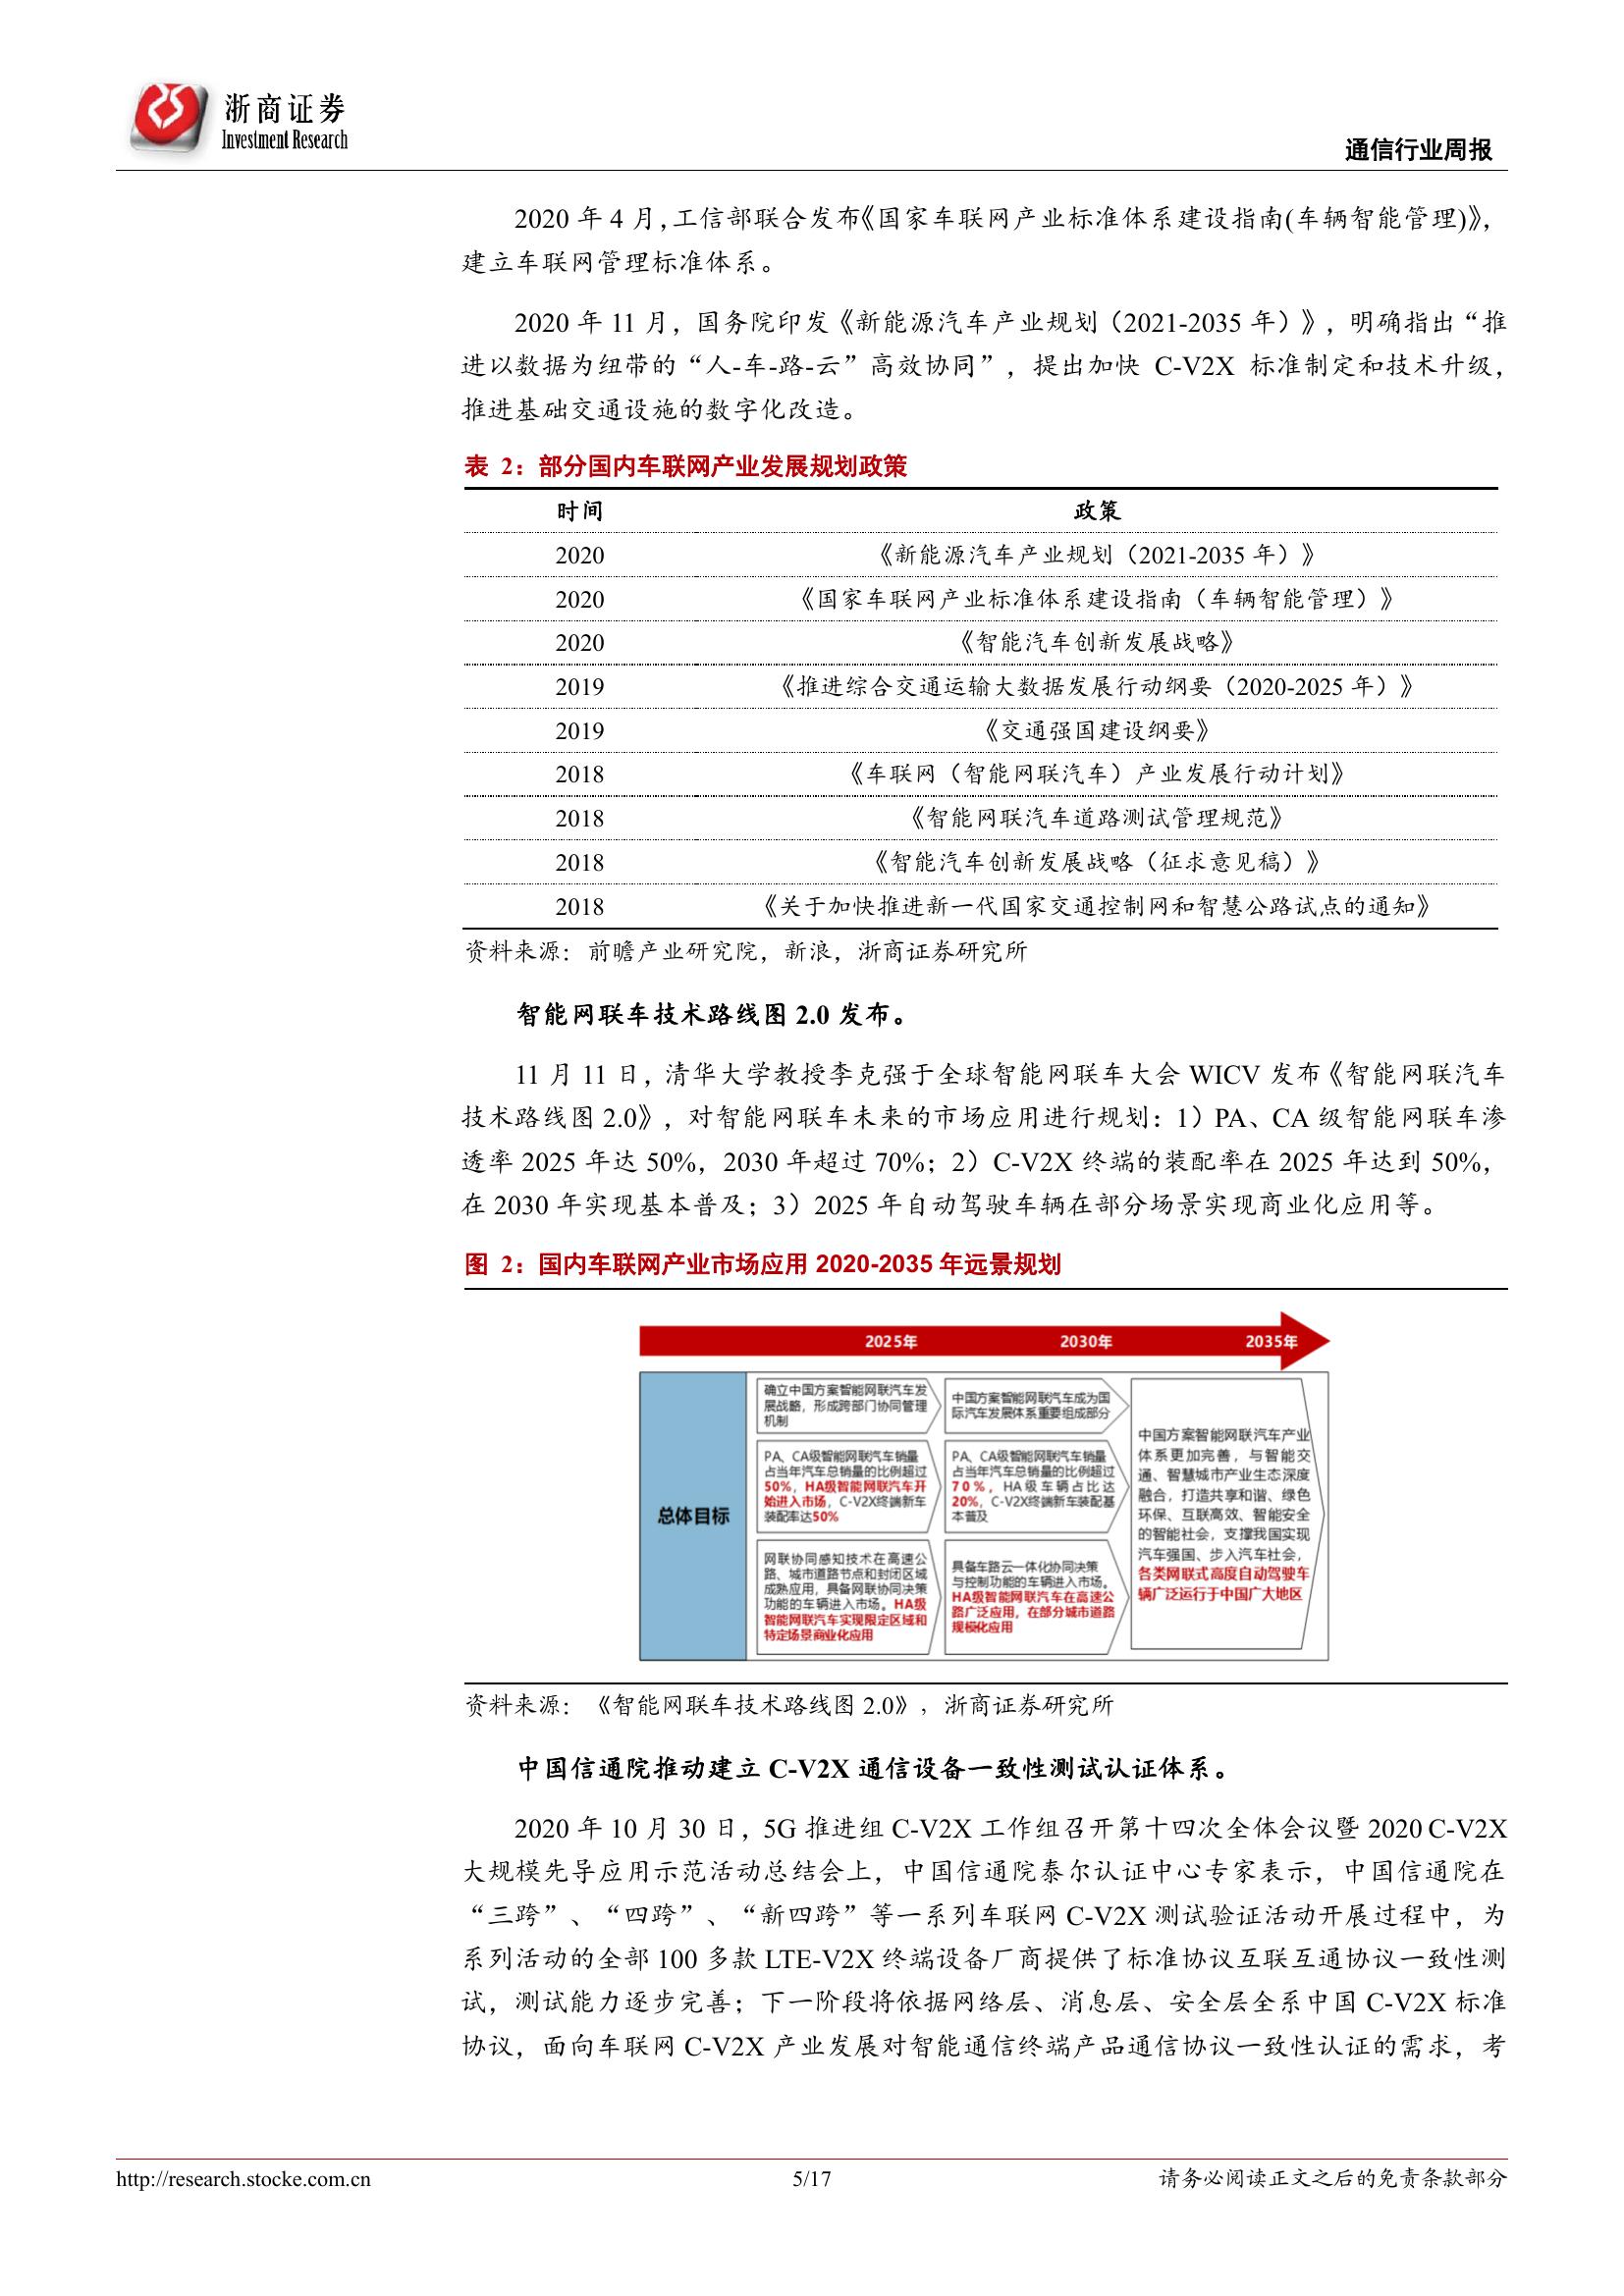 浙商证券
Investment Research
通信行业周报
2020 年 4 月，工信部联合发布《国家车联网产业标准体系建设指南(车辆智能管理)》，
建立车联网管理标准体系。
2020 年 11 月，国务院印发《新能源汽车产业规划（2021-2035 年）》，明确指出“推
进以数据为纽带的“人-车-路-云”高效协同”，提出加快 C-V2X 标准制定和技术升级，
推进基础交通设施的数字化改造。
表 2：部分国内车联网产业发展规划政策
时间 政策
2020 《新能源汽车产业规划（2021-2035 年）》
2020 《国家车联网产业标准体系建设指南（车辆智能管理）》
2020 《智能汽车创新发展战略》
2019 《推进综合交通运输大数据发展行动纲要（2020-2025 年）》
2019 《交通强国建设纲要》
2018 《车联网（智能网联汽车）产业发展行动计划》
2018 《智能网联汽车道路测试管理规范》
2018 《智能汽车创新发展战略（征求意见稿）》
2018 《关于加快推进新一代国家交通控制网和智慧公路试点的通知》
资料来源：前瞻产业研究院，新浪，浙商证券研究所
智能网联车技术路线图 2.0 发布。
11 月 11 日，清华大学教授李克强于全球智能网联车大会 WICV 发布《智能网联汽车
技术路线图 2.0》，对智能网联车未来的市场应用进行规划：1）PA、CA 级智能网联车渗
透率 2025 年达 50%，2030 年超过 70%；2）C-V2X 终端的装配率在 2025 年达到 50%，
在 2030 年实现基本普及；3）2025 年自动驾驶车辆在部分场景实现商业化应用等。
图 2：国内车联网产业市场应用 2020-2035 年远景规划
2025年 2030年 2035年
总体目标
确立中国方案智能网联汽车发
展战略，形成跨部门协同管理
机制
PA、CA级智能网联汽车销量
占当年汽车总销量的比例超过
50%，HA级智能网联汽车开
始进入市场，C-V2X终端新车
装配率达50%
网联协同感知技术在高速公
路、城市道路节点和封闭区域
成熟应用，具备网联协同决策
功能的车辆进入市场。HA级
智能网联汽车实现限定区域和
特定场景商业化应用
中国方案智能网联汽车成为国
际汽车发展体系重要组成部分
PA、CA级智能网联汽车销量
占当年汽车总销量的比例超过
70%，HA级车辆占比达
20%，C-V2X终端新车装配基
本普及
具备车路云一体化协同决策
与控制功能的车辆进入市场。
HA级智能网联汽车在高速公
路广泛应用，在部分城市道路
规模化应用
中国方案智能网联汽车产业
体系更加完善，与智能交
通、智慧城市产业生态深度
融合，打造共享和谐、绿色
环保、互联高效、智能安全
的智能社会，支撑我国实现
汽车强国、步入汽车社会，
各类网联式高度自动驾驶车
辆广泛运行于中国广大地区
资料来源：《智能网联车技术路线图 2.0》，浙商证券研究所
中国信通院推动建立 C-V2X 通信设备一致性测试认证体系。
2020 年 10 月 30 日，5G 推进组 C-V2X 工作组召开第十四次全体会议暨 2020 C-V2X
大规模先导应用示范活动总结会上，中国信通院泰尔认证中心专家表示，中国信通院在
“三跨”、“四跨”、“新四跨”等一系列车联网 C-V2X 测试验证活动开展过程中，为
系列活动的全部 100 多款 LTE-V2X 终端设备厂商提供了标准协议互联互通协议一致性测
试，测试能力逐步完善；下一阶段将依据网络层、消息层、安全层全系中国 C-V2X 标准
协议，面向车联网 C-V2X 产业发展对智能通信终端产品通信协议一致性认证的需求，考
http://research.stocke.com.cn 5/17 请务必阅读正文之后的免责条款部分